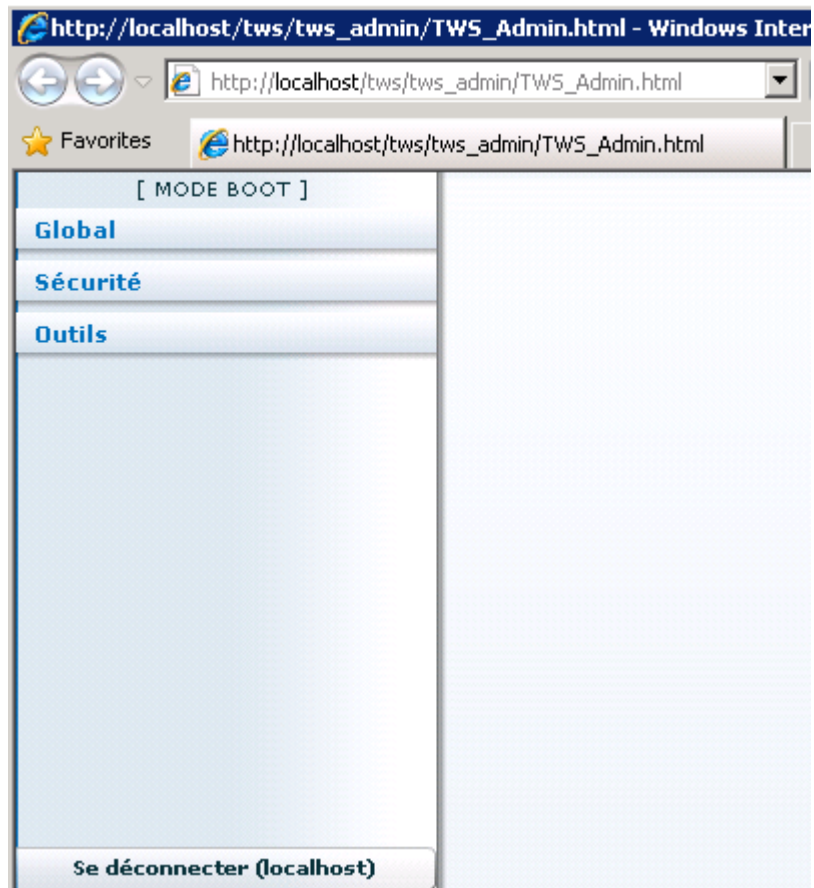 http://localhost/tws/tws_admin/TWS_Admin.html - Windows Inter
http://localhost/tws/tws_admin/TWS_Admin.html
Favorites
http://localhost/tws/tws_admin/TWS_Admin.html
[ MODE BOOT ]
Global
Sécurité
Outils
Se déconnecter (localhost)